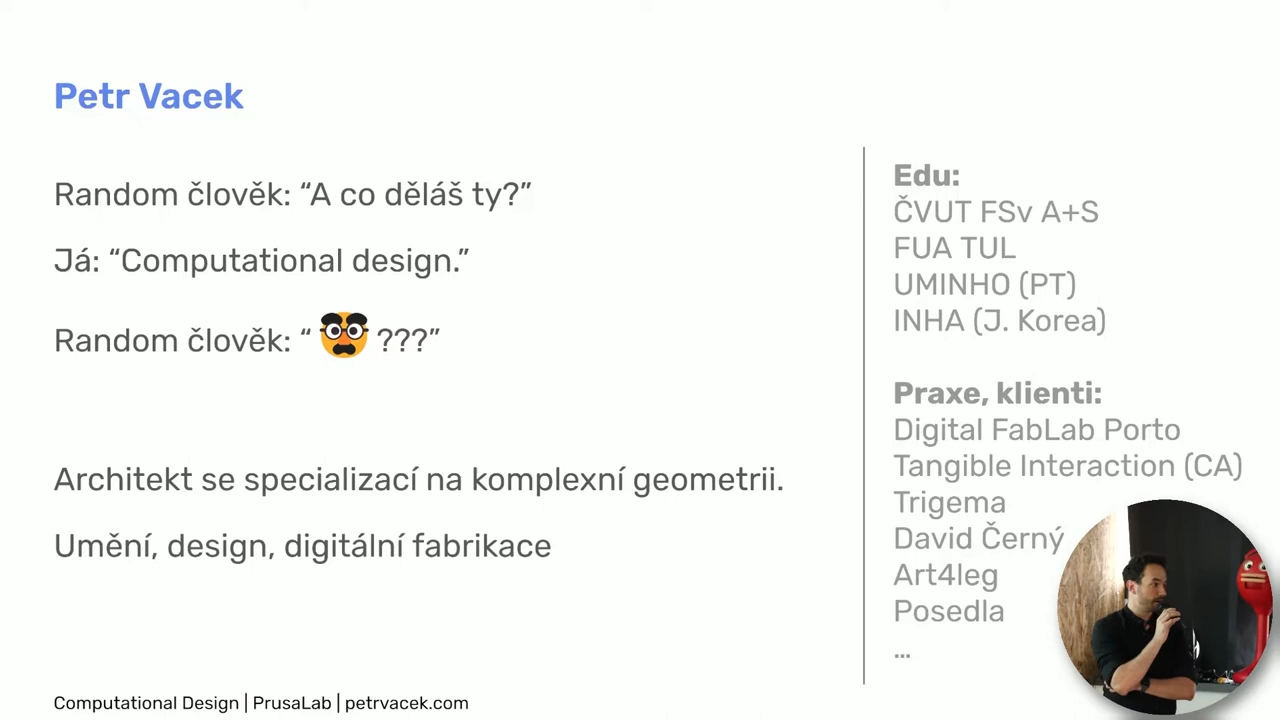 Petr Vacek
Random člověk: “A co děláš ty?”
Já: “Computational design.”
Random člověk: “ 🥸 ???”
Architekt se specializací na komplexní geometrii.
Umění, design, digitální fabrikace
Edu:
ČVUT FSv A+S
FUA TUL
UMINHO (PT)
INHA (J. Korea)
Praxe, klienti:
Digital FabLab Porto
Tangible Interaction (CA)
Trigema
David Černý
Art4leg
Posedla
...
Computational Design | PrusaLab | petrvacek.com